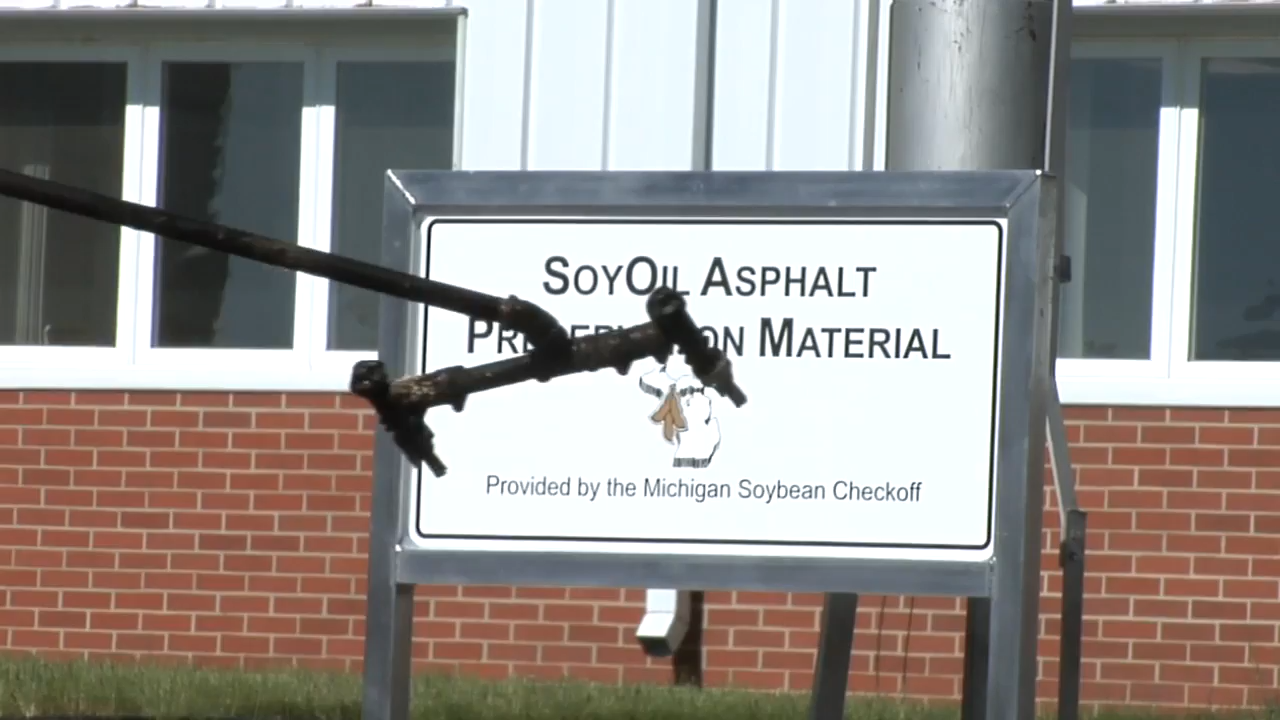 SOYOIL ASPHALT
MATERIAL
Provided by the Michigan Soybean Checkoff